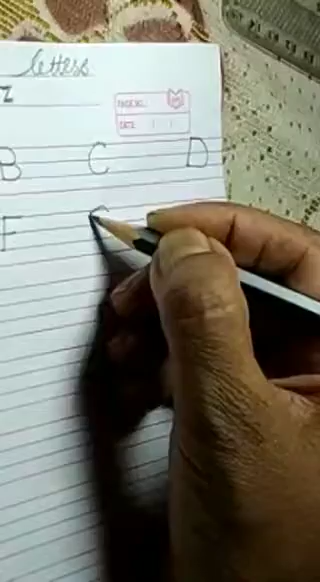 letters
Z
PAGE NO.:
DATE: / /
B C D
F